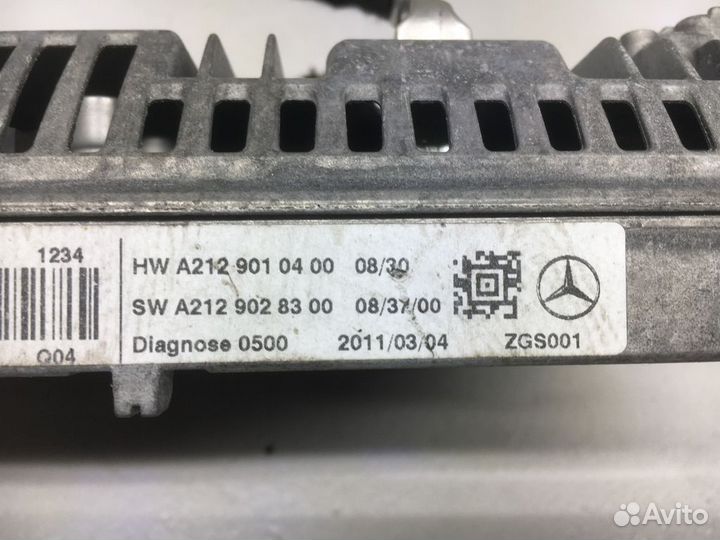 1234
Q04
HW A212 901 04 00 08/30
SW A212 902 83 00 08/37/00
Diagnose 0500 2011/03/04 ZGS001
Avito